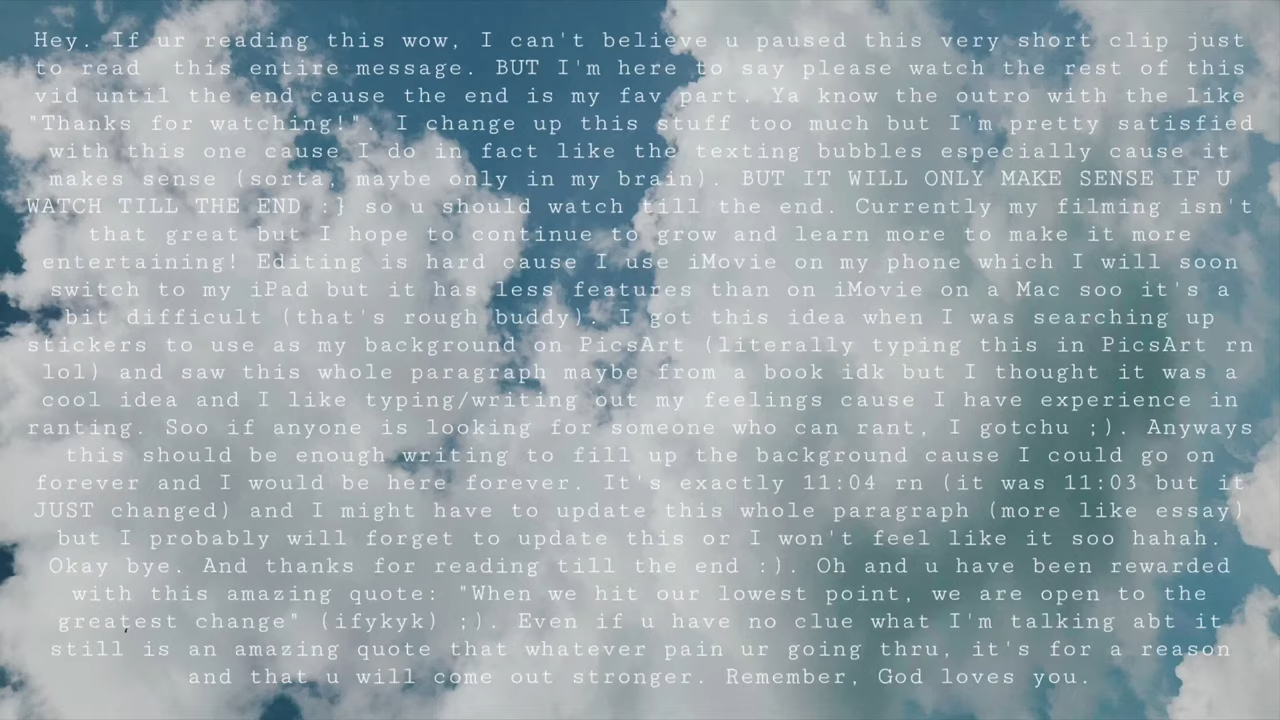 Hey. If ur reading this wow, I can't believe u paused this very short clip just
to read this entire message. BUT I'm here to say please watch the rest of this
vid until the end cause the end is my fav part. Ya know the outro with the like
"Thanks for watching!". I change up this stuff too much but I'm pretty satisfied
with this one cause I do in fact like the texting bubbles especially cause it
makes sense (sorta, maybe only in my brain). BUT IT WILL ONLY MAKE SENSE IF U
WATCH TILL THE END :} so u should watch till the end. Currently my filming isn't
that great but I hope to continue to grow and learn more to make it more
entertaining! Editing is hard cause I use iMovie on my phone which I will soon
switch to my iPad but it has less features than on iMovie on a Mac soo it's a
bit difficult (that's rough buddy). I got this idea when I was searching up
stickers to use as my background on PicsArt (literally typing this in PicsArt rn
lol) and saw this whole paragraph maybe from a book idk but I thought it was a
cool idea and I like typing/writing out my feelings cause I have experience in
ranting. Soo if anyone is looking for someone who can rant, I gotchu ;). Anyways
this should be enough writing to fill up the background cause I could go on
forever and I would be here forever. It's exactly 11:04 rn (it was 11:03 but it
JUST changed) and I might have to update this whole paragraph (more like essay)
but I probably will forget to update this or I won't feel like it soo hahah.
Okay bye. And thanks for reading till the end :). Oh and u have been rewarded
with this amazing quote: "When we hit our lowest point, we are open to the
greatest change" (ifykyk) ;). Even if u have no clue what I'm talking abt it
still is an amazing quote that whatever pain ur going thru, it's for a reason
and that u will come out stronger. Remember, God loves you.